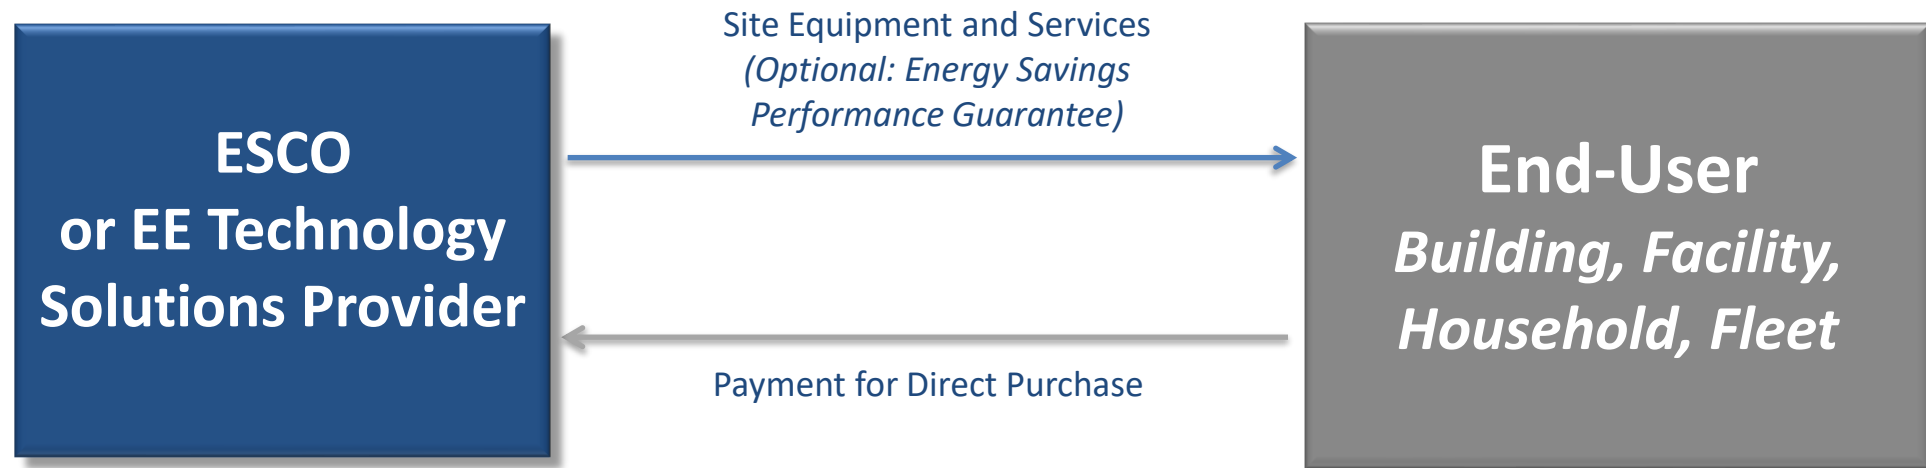 ESCO
or EE Technology
Solutions Provider
Site Equipment and Services
(Optional: Energy Savings
Performance Guarantee)
Payment for Direct Purchase
End-User
Building, Facility,
Household, Fleet